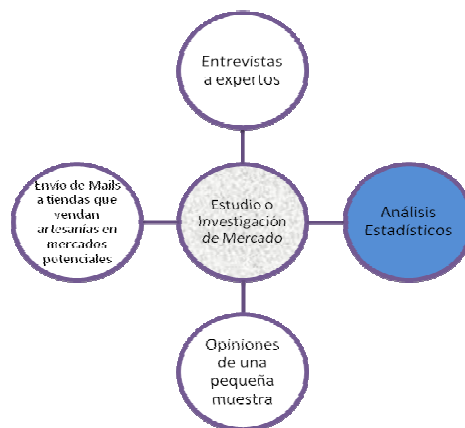 Entrevistas
a expertos
Envío de Mails
a tiendas que
vendan
artesanías en
mercados
potenciales
Estudio o
Investigación
de Mercado
Análisis
Estadísticos
Opiniones
de una
pequeña
muestra